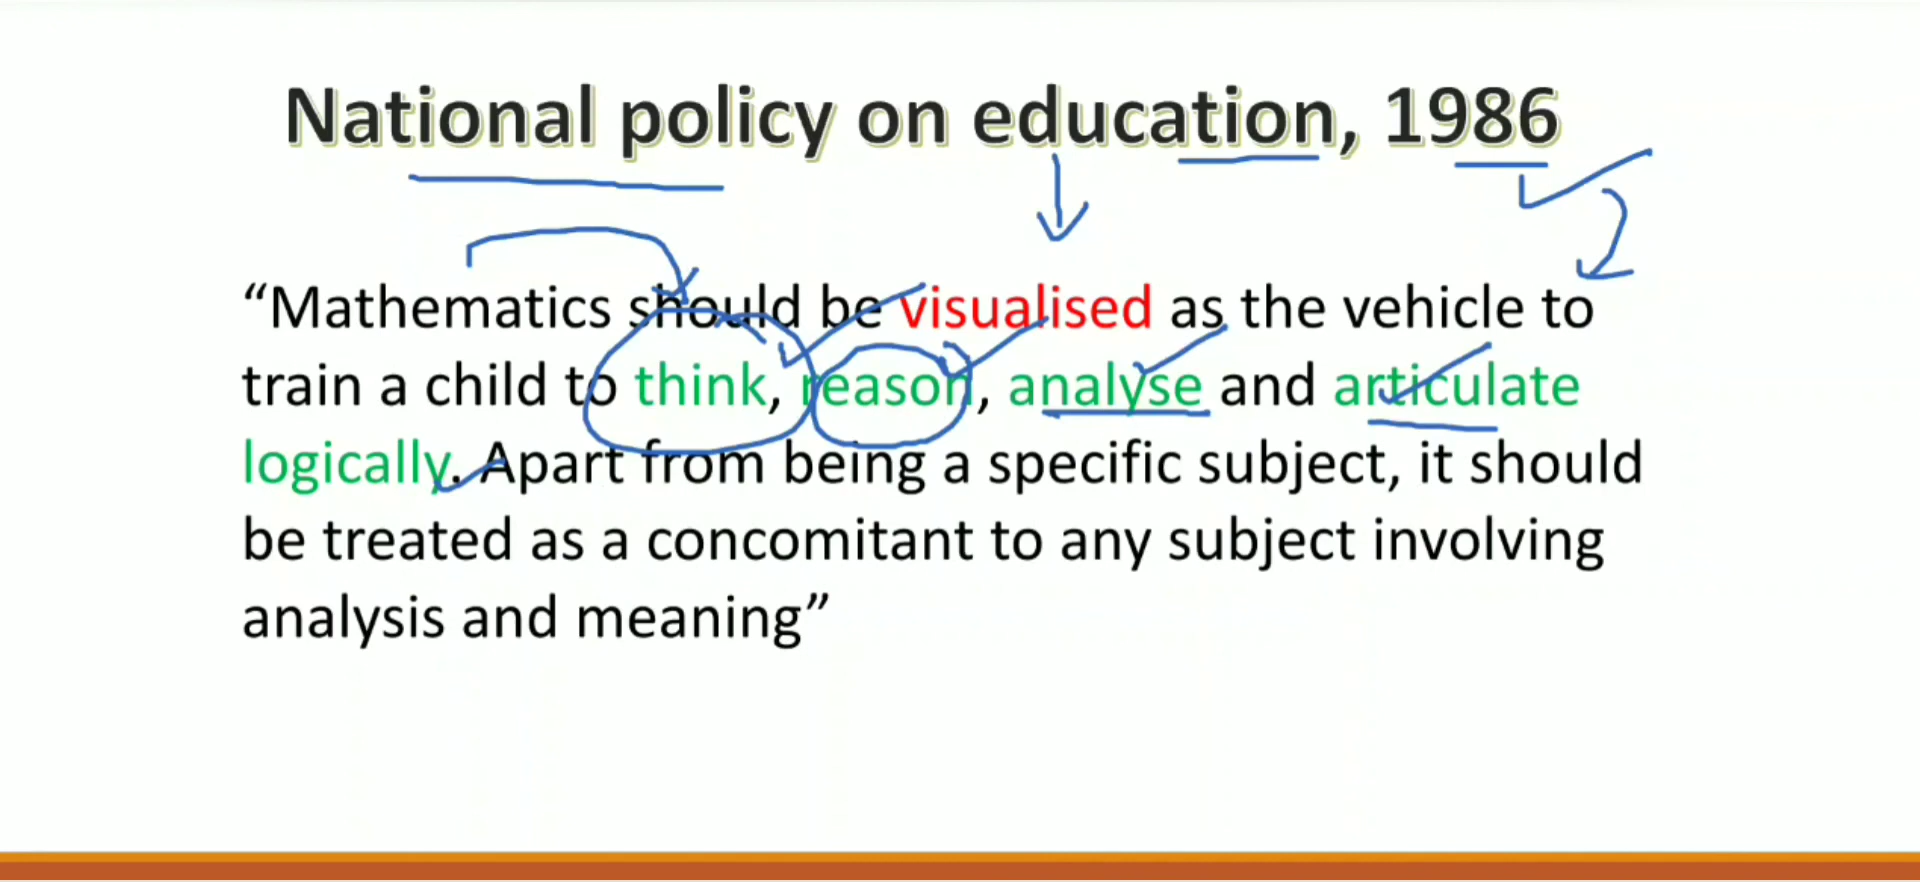 National policy on education, 1986
“Mathematics should be visualised as the vehicle to
train a child to think, reason, analyse and articulate
logically. Apart from being a specific subject, it should
be treated as a concomitant to any subject involving
analysis and meaning”